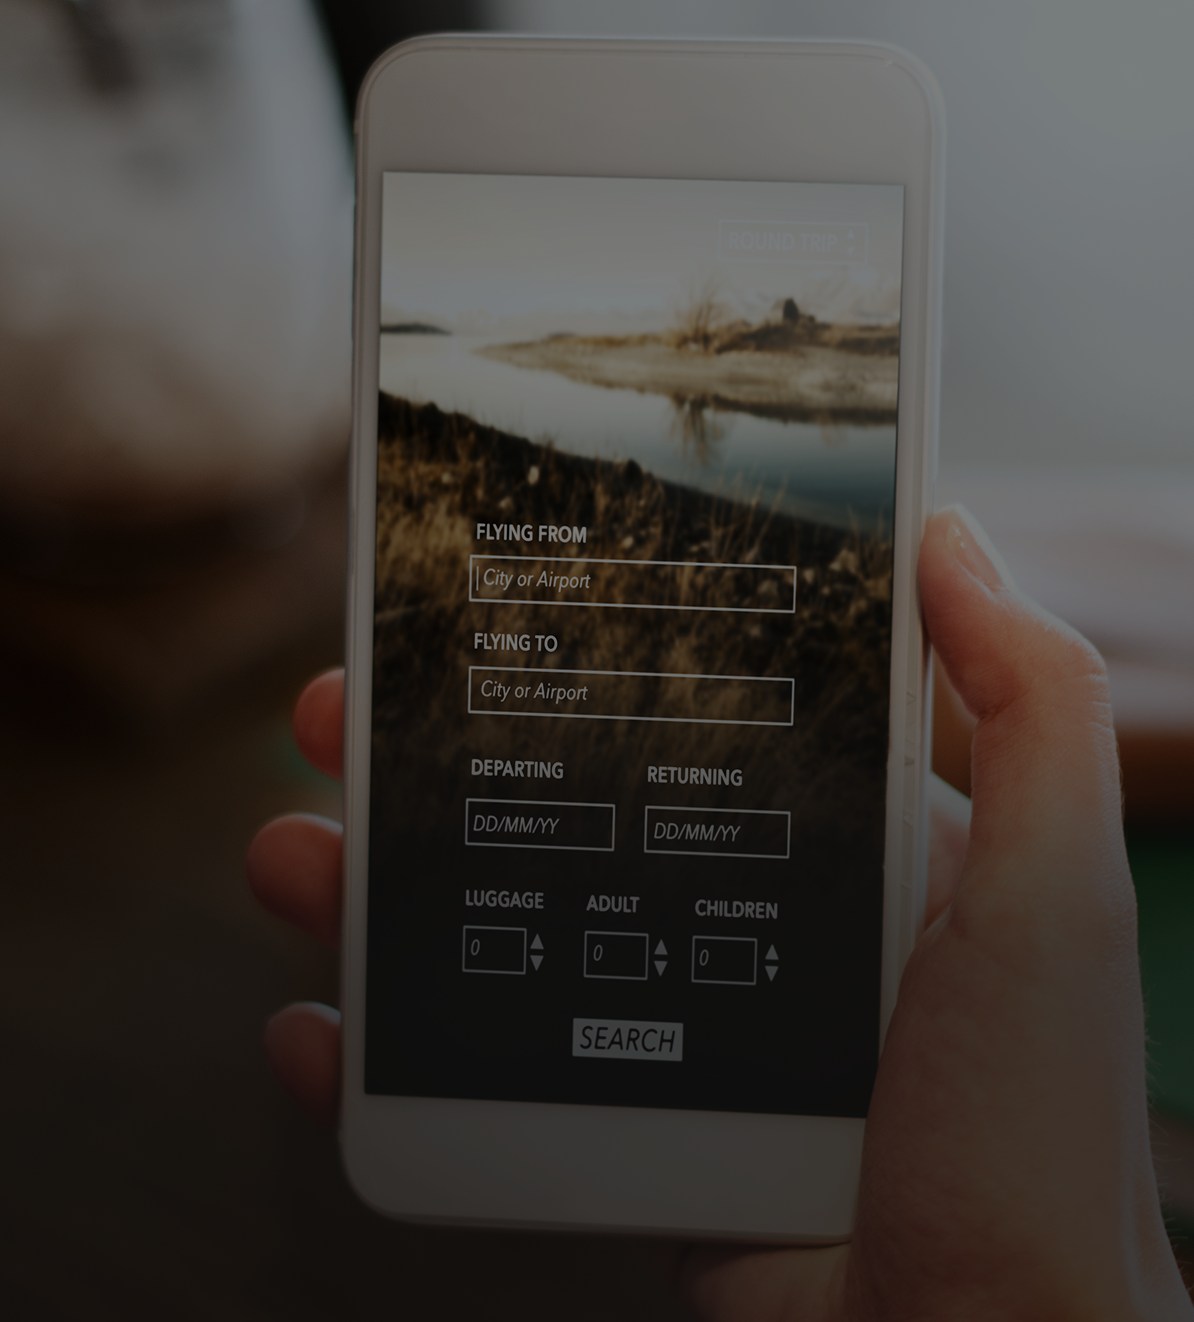 ROUND TRIP
FLYING FROM
City or Airport
FLYING TO
City or Airport
DEPARTING RETURNING
DD/MM/YY DD/MM/YY
LUGGAGE ADULT CHILDREN
0 0 0
SEARCH